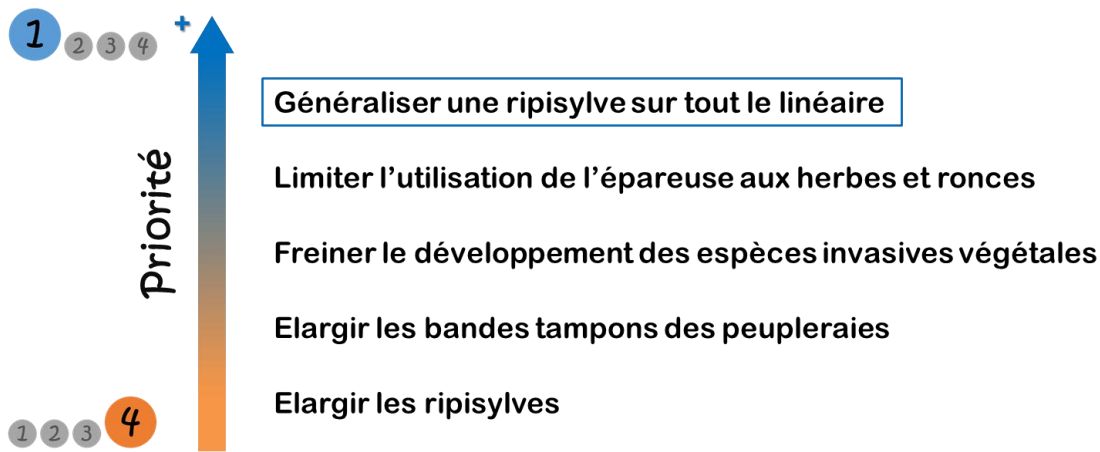 1 2 3 4
+
Priorité
Généraliser une ripisylve sur tout le linéaire
Limiter l'utilisation de l'épareuse aux herbes et ronces
Freiner le développement des espèces invasives végétales
Elargir les bandes tampons des peupleraies
Elargir les ripisylves
1 2 3 4